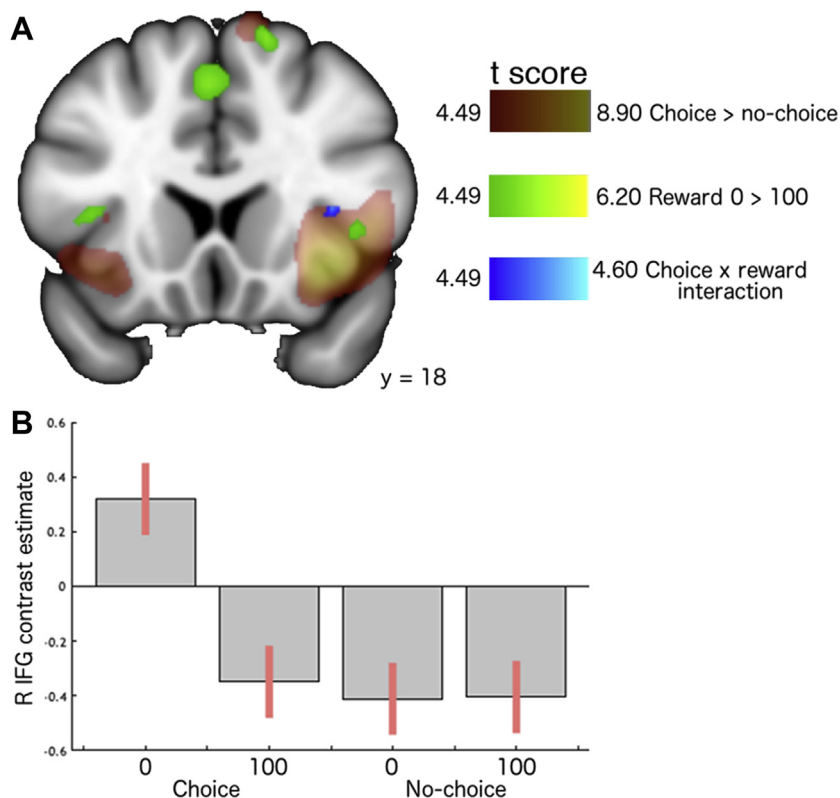 A
t score
4.49 8.90 Choice > no-choice
4.49 6.20 Reward 0 > 100
4.49 4.60 Choice x reward
interaction
y = 18
B
R IFG contrast estimate
0.6
0.4
0.2
0
-0.2
-0.4
-0.6
0 100 0 100
Choice No-choice